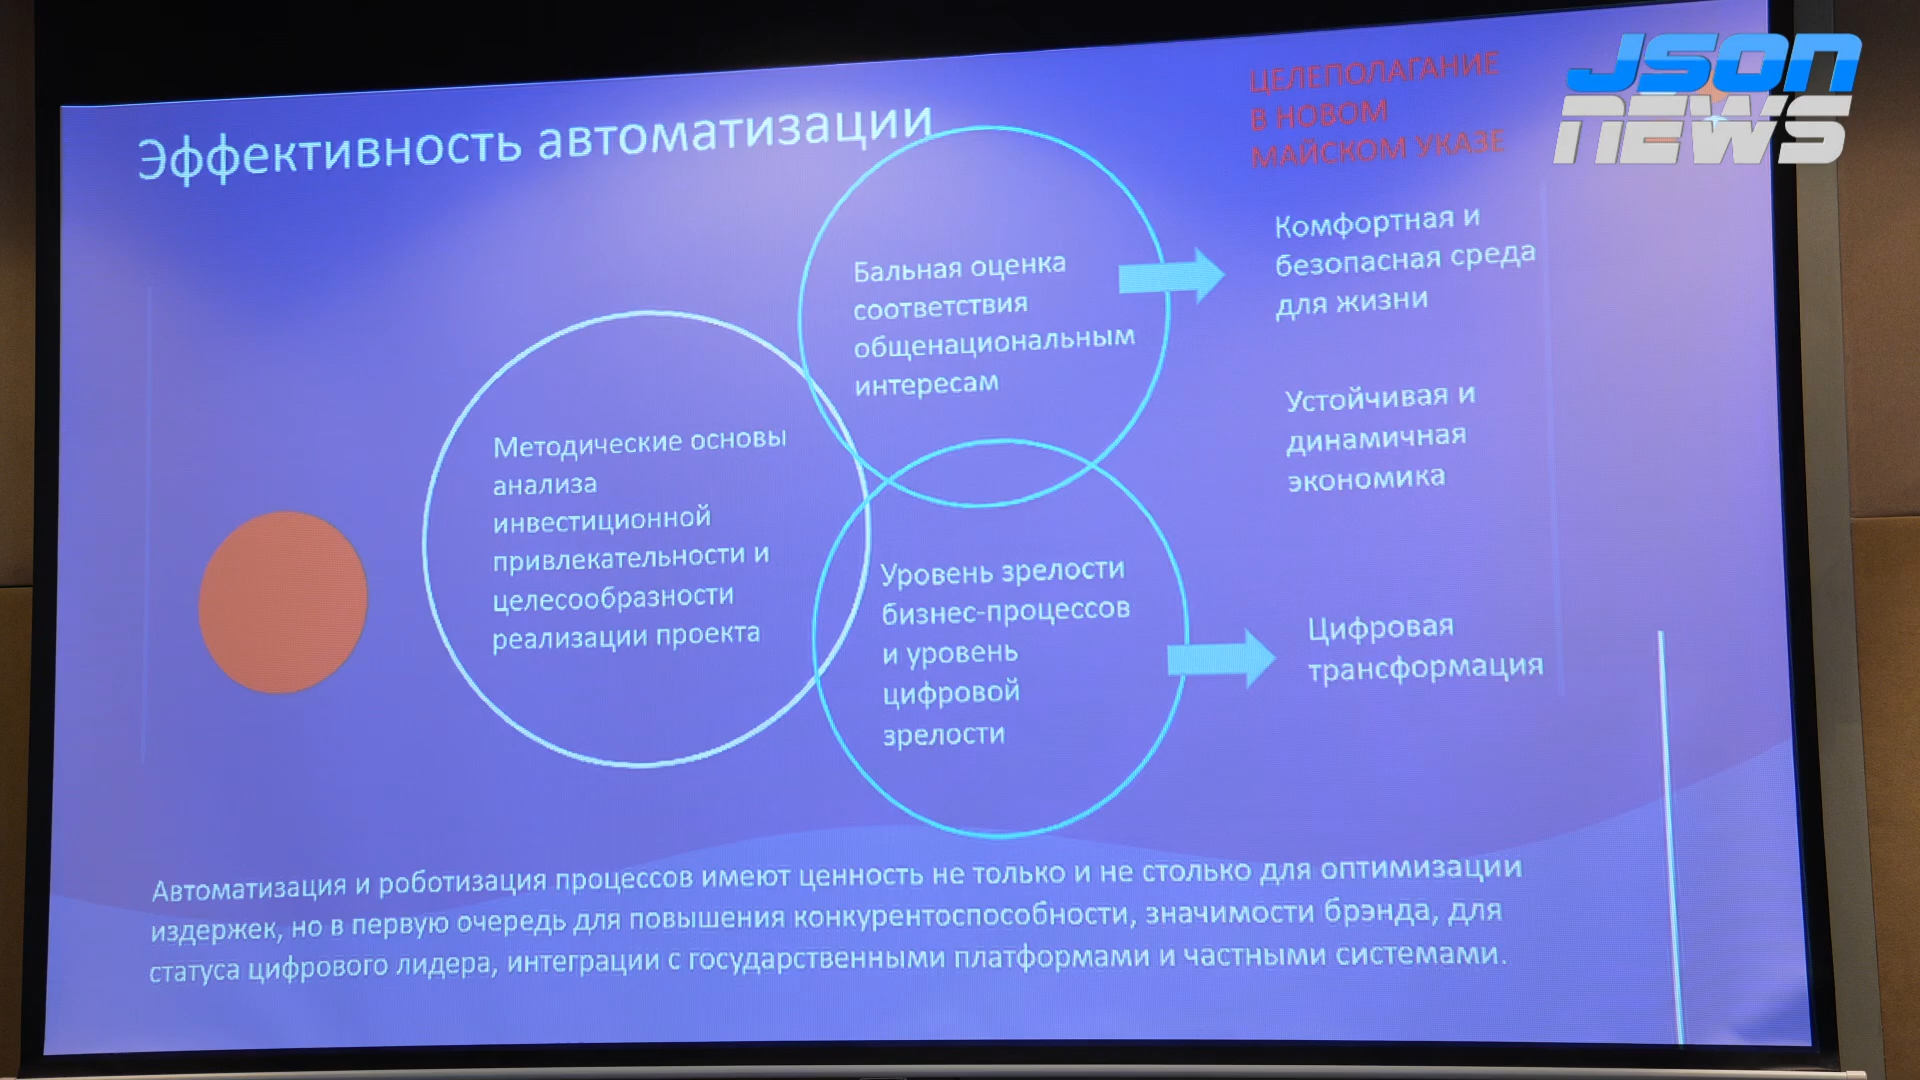 Эффективность автоматизации
ЦЕЛЕПОЛАГАНИЕ
В НОВОМ
МАЙСКОМ УКАЗЕ
JSON
NEWS
Бальная оценка
соответствия
общенациональным
интересам
Комфортная и
безопасная среда
для жизни
Устойчивая и
динамичная
экономика
Методические основы
анализа
инвестиционной
привлекательности и
целесообразности
реализации проекта
Уровень зрелости
бизнес-процессов
и уровень
цифровой
зрелости
Цифровая
трансформация
Автоматизация и роботизация процессов имеют ценность не только и не столько для оптимизации
издержек, но в первую очередь для повышения конкурентоспособности, значимости брэнда, для
статуса цифрового лидера, интеграции с государственными платформами и частными системами.